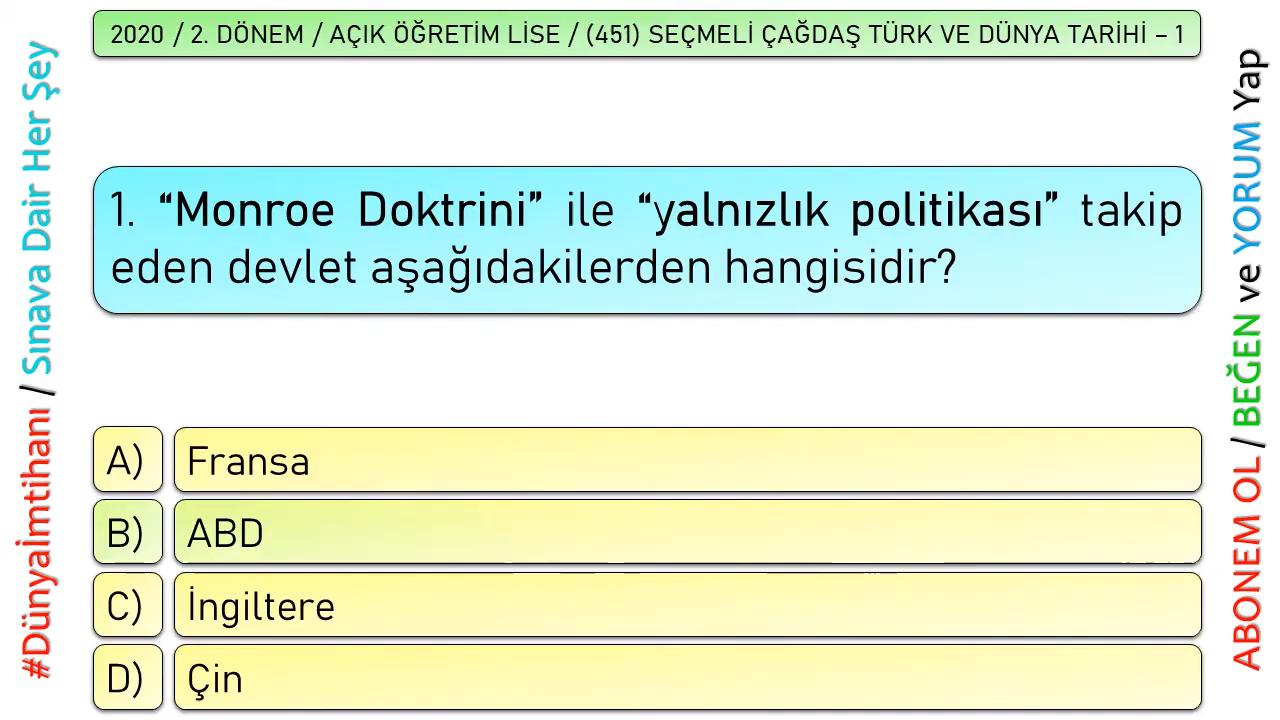 2020 / 2. DÖNEM / AÇIK ÖĞRETİM LİSE / (451) SEÇMELİ ÇAĞDAŞ TÜRK VE DÜNYA TARİHİ – 1
#Dünyaİmtihanı / Sınava Dair Her Şey
1. “Monroe Doktrini” ile “yalnızlık politikası” takip
eden devlet aşağıdakilerden hangisidir?
A) Fransa
B) ABD
C) İngiltere
D) Çin
ABONEM OL / BEĞEN ve YORUM Yap